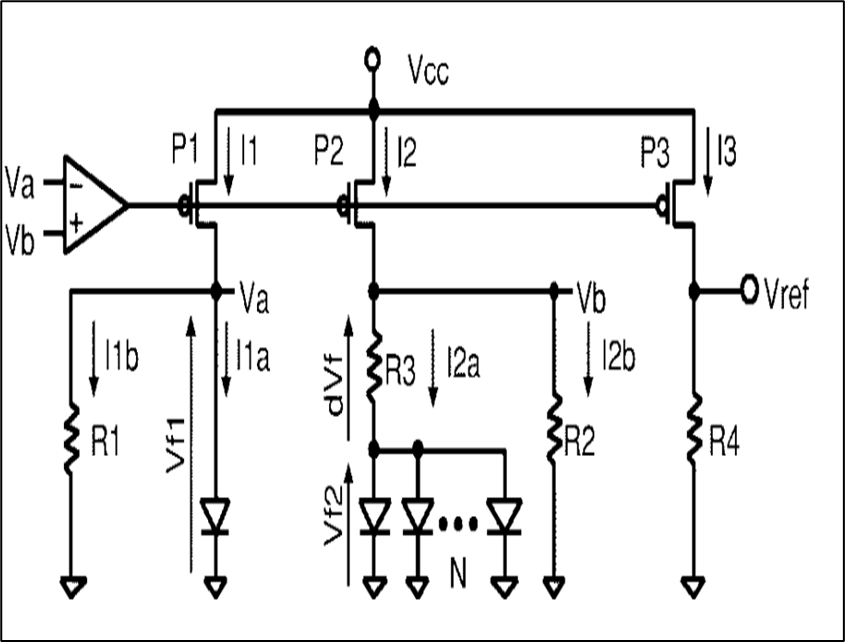 Vcc
P1 I1 P2 I2 P3 I3
Va −
Vb +
Va Vb Vref
I1b I1a dVf R3 I2a I2b
R1 Vf1 R2 R4
Vf2
N